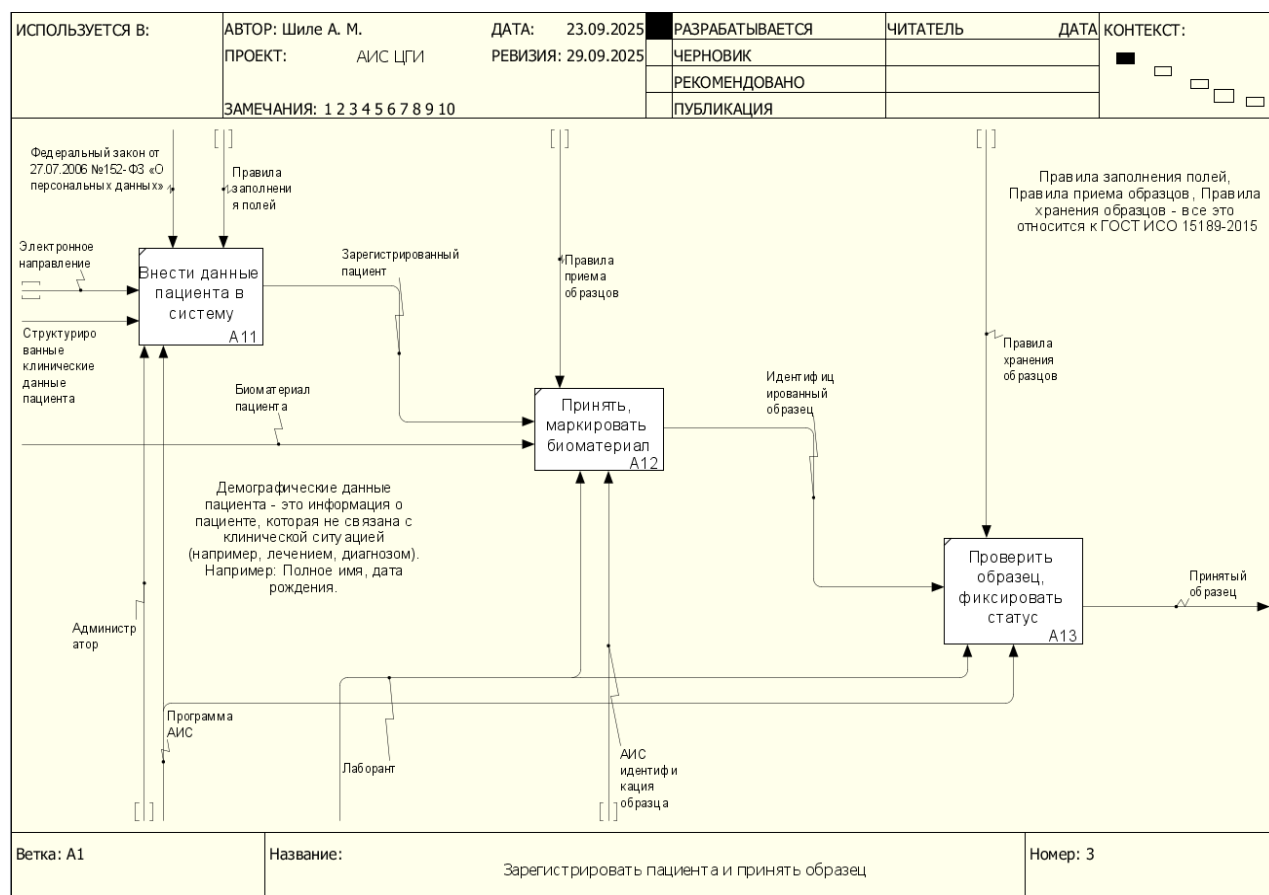 ИСПОЛЬЗУЕТСЯ В:
АВТОР: Шиле А. М.
ДАТА: 23.09.2025
ПРОЕКТ: АИС ЦГИ
РЕВИЗИЯ: 29.09.2025
ЗАМЕЧАНИЯ: 1 2 3 4 5 6 7 8 9 10
РАЗРАБАТЫВАЕТСЯ
ЧЕРНОВИК
РЕКОМЕНДОВАНО
ПУБЛИКАЦИЯ
ЧИТАТЕЛЬ
ДАТА
КОНТЕКСТ:
Федеральный закон от
27.07.2006 №152-ФЗ «О
персональных данных»
Правила
заполнени
я полей
Правила заполнения полей,
Правила приема образцов, Правила
хранения образцов - все это
относится к ГОСТ ИСО 15189-2015
Электронное
направление
Внести данные
пациента в
систему
A11
Зарегистрированный
пациент
Правила
приема
образцов
Структуриро
ванные
клинические
данные
пациента
Правила
хранения
образцов
Биоматериал
пациента
Идентифиц
ированный
образец
Принять,
маркировать
биоматериал
A12
Демографические данные
пациента - это информация о
пациенте, которая не связана с
клинической ситуацией
(например, лечением, диагнозом).
Например: Полное имя, дата
рождения.
Проверить
образец,
фиксировать
статус
A13
Принятый
образец
Администр
атор
Программа
АИС
Лаборант
АИС
идентифи
кация
образца
Ветка: A1
Название:
Зарегистрировать пациента и принять образец
Номер: 3